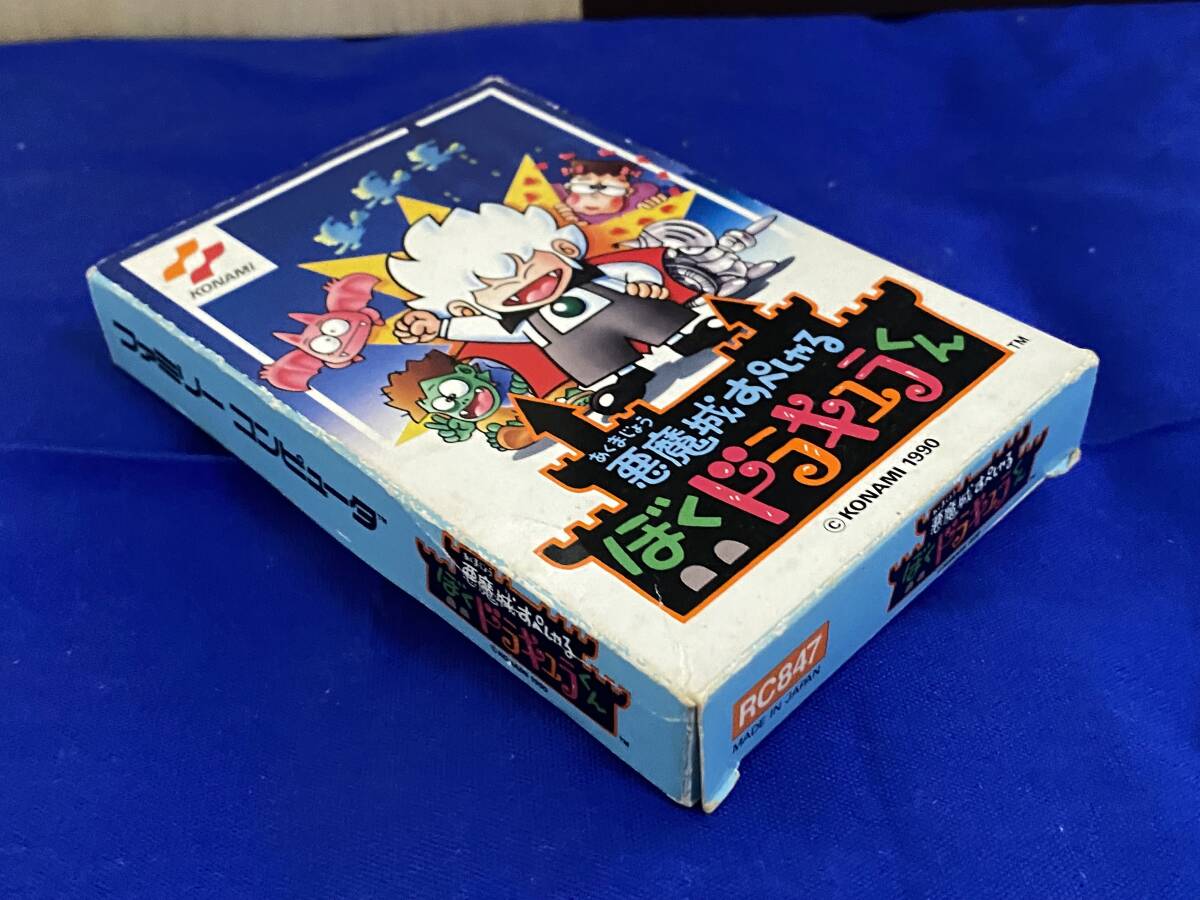 KONAMI
あくまじょう
悪魔城すぺしゃる
ぼくドラキュラくん
TM
© KONAMI 1990
ファミリー コンピュータ
TM
悪魔城すぺしゃる
ぼくドラキュラくん
TM
悪魔城すぺしゃる
ぼくドラキュラくん
RC847
MADE IN JAPAN